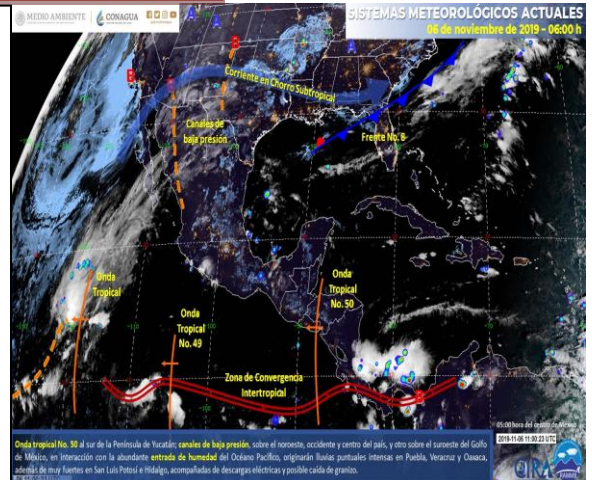 MEDIO AMBIENTE
CONAGUA
SISTEMAS METEOROLÓGICOS ACTUALES
06 de noviembre de 2019 - 06:00 h
A
A
B
B
Corriente en Chorro Subtropical
Canales de
baja presión
Frente No. 8
Onda
Tropical
Onda
Tropical
No. 49
Onda
Tropical
No. 50
Zona de Convergencia
Intertropical
B
05:00 hora del centro de México
2019-11-06 11:00:23 UTC
Onda tropical No. 50 al sur de la Península de Yucatán; canales de baja presión, sobre el noroeste, occidente y centro del país, y otro sobre el suroeste del Golfo
de México, en interacción con la abundante entrada de humedad del Océano Pacífico, originarán lluvias puntuales intensas en Puebla, Veracruz y Oaxaca,
además de muy fuertes en San Luis Potosí e Hidalgo, acompañadas de descargas eléctricas y posible caída de granizo.
CIRA